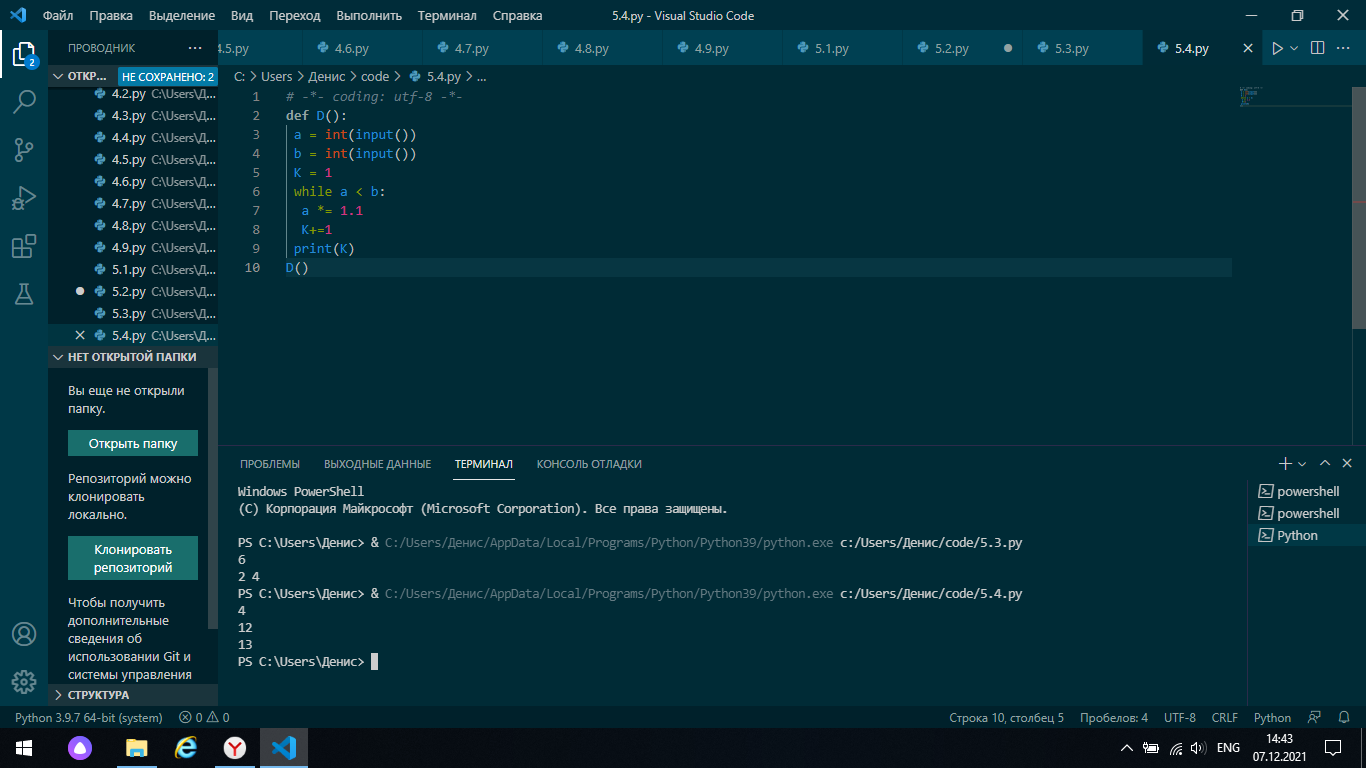 Файл Правка Выделение Вид Переход Выполнить Терминал Справка 5.4.py - Visual Studio Code
ПРОВОДНИК ... 4.5.py 4.6.py 4.7.py 4.8.py 4.9.py 5.1.py 5.2.py 5.3.py 5.4.py
2
ОТКР... НЕ СОХРАНЕНО: 2
4.2.py C:\Users\Д...
4.3.py C:\Users\Д...
4.4.py C:\Users\Д...
4.5.py C:\Users\Д...
4.6.py C:\Users\Д...
4.7.py C:\Users\Д...
4.8.py C:\Users\Д...
4.9.py C:\Users\Д...
5.1.py C:\Users\Д...
5.2.py C:\Users\Д...
5.3.py C:\Users\Д...
5.4.py C:\Users\Д...
НЕТ ОТКРЫТОЙ ПАПКИ
Вы еще не открыли
папку.
Открыть папку
Репозиторий можно
клонировать
локально.
Клонировать
репозиторий
Чтобы получить
дополнительные
сведения об
использовании Git и
системы управления
СТРУКТУРА
C: > Users > Денис > code > 5.4.py > ...
1 # -*- coding: utf-8 -*-
2 def D():
3 a = int(input())
4 b = int(input())
5 K = 1
6 while a < b:
7 a *= 1.1
8 K+=1
9 print(K)
10 D()
ПРОБЛЕМЫ ВЫХОДНЫЕ ДАННЫЕ ТЕРМИНАЛ КОНСОЛЬ ОТЛАДКИ
Windows PowerShell
(C) Корпорация Майкрософт (Microsoft Corporation). Все права защищены.
PS C:\Users\Денис> & C:/Users/Денис/AppData/Local/Programs/Python/Python39/python.exe c:/Users/Денис/code/5.3.py
6
2 4
PS C:\Users\Денис> & C:/Users/Денис/AppData/Local/Programs/Python/Python39/python.exe c:/Users/Денис/code/5.4.py
4
12
13
PS C:\Users\Денис>
powershell
powershell
Python
Python 3.9.7 64-bit (system) 0 0 Строка 10, столбец 5 Пробелов: 4 UTF-8 CRLF Python
ENG 14:43
07.12.2021